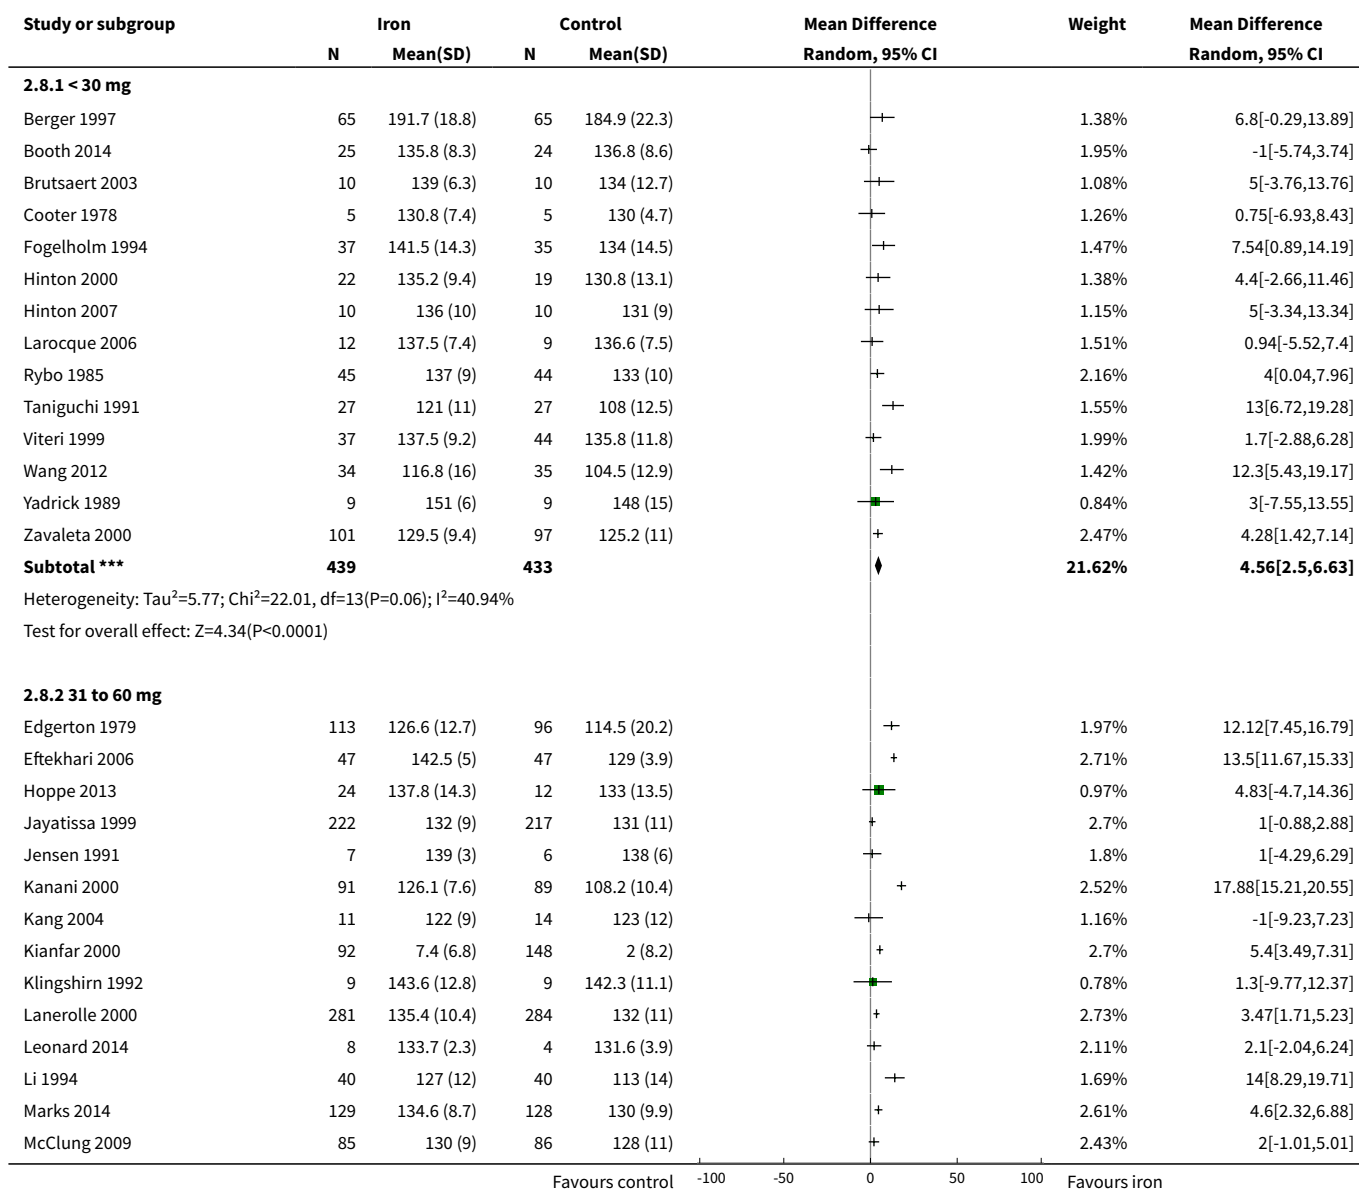 Study or subgroup Iron Control Mean Difference Weight Mean Difference
N Mean(SD) N Mean(SD) Random, 95% CI Random, 95% CI
2.8.1 < 30 mg
Berger 1997 65 191.7 (18.8) 65 184.9 (22.3) 1.38% 6.8[-0.29,13.89]
Booth 2014 25 135.8 (8.3) 24 136.8 (8.6) 1.95% -1[-5.74,3.74]
Brutsaert 2003 10 139 (6.3) 10 134 (12.7) 1.08% 5[-3.76,13.76]
Cooter 1978 5 130.8 (7.4) 5 130 (4.7) 1.26% 0.75[-6.93,8.43]
Fogelholm 1994 37 141.5 (14.3) 35 134 (14.5) 1.47% 7.54[0.89,14.19]
Hinton 2000 22 135.2 (9.4) 19 130.8 (13.1) 1.38% 4.4[-2.66,11.46]
Hinton 2007 10 136 (10) 10 131 (9) 1.15% 5[-3.34,13.34]
Larocque 2006 12 137.5 (7.4) 9 136.6 (7.5) 1.51% 0.94[-5.52,7.4]
Rybo 1985 45 137 (9) 44 133 (10) 2.16% 4[0.04,7.96]
Taniguchi 1991 27 121 (11) 27 108 (12.5) 1.55% 13[6.72,19.28]
Viteri 1999 37 137.5 (9.2) 44 135.8 (11.8) 1.99% 1.7[-2.88,6.28]
Wang 2012 34 116.8 (16) 35 104.5 (12.9) 1.42% 12.3[5.43,19.17]
Yadrick 1989 9 151 (6) 9 148 (15) 0.84% 3[-7.55,13.55]
Zavaleta 2000 101 129.5 (9.4) 97 125.2 (11) 2.47% 4.28[1.42,7.14]
Subtotal *** 439 433 21.62% 4.56[2.5,6.63]
Heterogeneity: Tau²=5.77; Chi²=22.01, df=13(P=0.06); I²=40.94%
Test for overall effect: Z=4.34(P<0.0001)
2.8.2 31 to 60 mg
Edgerton 1979 113 126.6 (12.7) 96 114.5 (20.2) 1.97% 12.12[7.45,16.79]
Eftekhari 2006 47 142.5 (5) 47 129 (3.9) 2.71% 13.5[11.67,15.33]
Hoppe 2013 24 137.8 (14.3) 12 133 (13.5) 0.97% 4.83[-4.7,14.36]
Jayatissa 1999 222 132 (9) 217 131 (11) 2.7% 1[-0.88,2.88]
Jensen 1991 7 139 (3) 6 138 (6) 1.8% 1[-4.29,6.29]
Kanani 2000 91 126.1 (7.6) 89 108.2 (10.4) 2.52% 17.88[15.21,20.55]
Kang 2004 11 122 (9) 14 123 (12) 1.16% -1[-9.23,7.23]
Kianfar 2000 92 7.4 (6.8) 148 2 (8.2) 2.7% 5.4[3.49,7.31]
Klingshirn 1992 9 143.6 (12.8) 9 142.3 (11.1) 0.78% 1.3[-9.77,12.37]
Lanerolle 2000 281 135.4 (10.4) 284 132 (11) 2.73% 3.47[1.71,5.23]
Leonard 2014 8 133.7 (2.3) 4 131.6 (3.9) 2.11% 2.1[-2.04,6.24]
Li 1994 40 127 (12) 40 113 (14) 1.69% 14[8.29,19.71]
Marks 2014 129 134.6 (8.7) 128 130 (9.9) 2.61% 4.6[2.32,6.88]
McClung 2009 85 130 (9) 86 128 (11) 2.43% 2[-1.01,5.01]
Favours control -100 -50 0 50 100 Favours iron